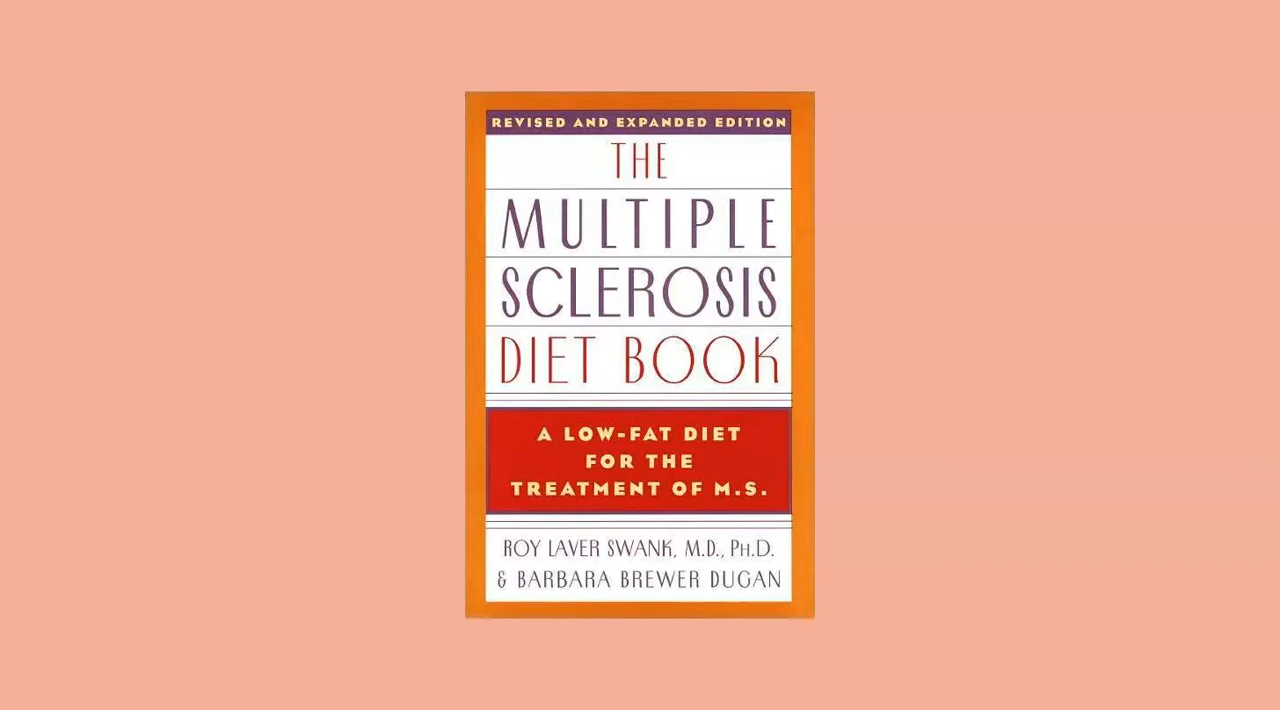 REVISED AND EXPANDED EDITION
THE
MULTIPLE
SCLEROSIS
DIET BOOK
A LOW-FAT DIET
FOR THE
TREATMENT OF M.S.
ROY LAVER SWANK, M.D., PH.D.
& BARBARA BREWER DUGAN